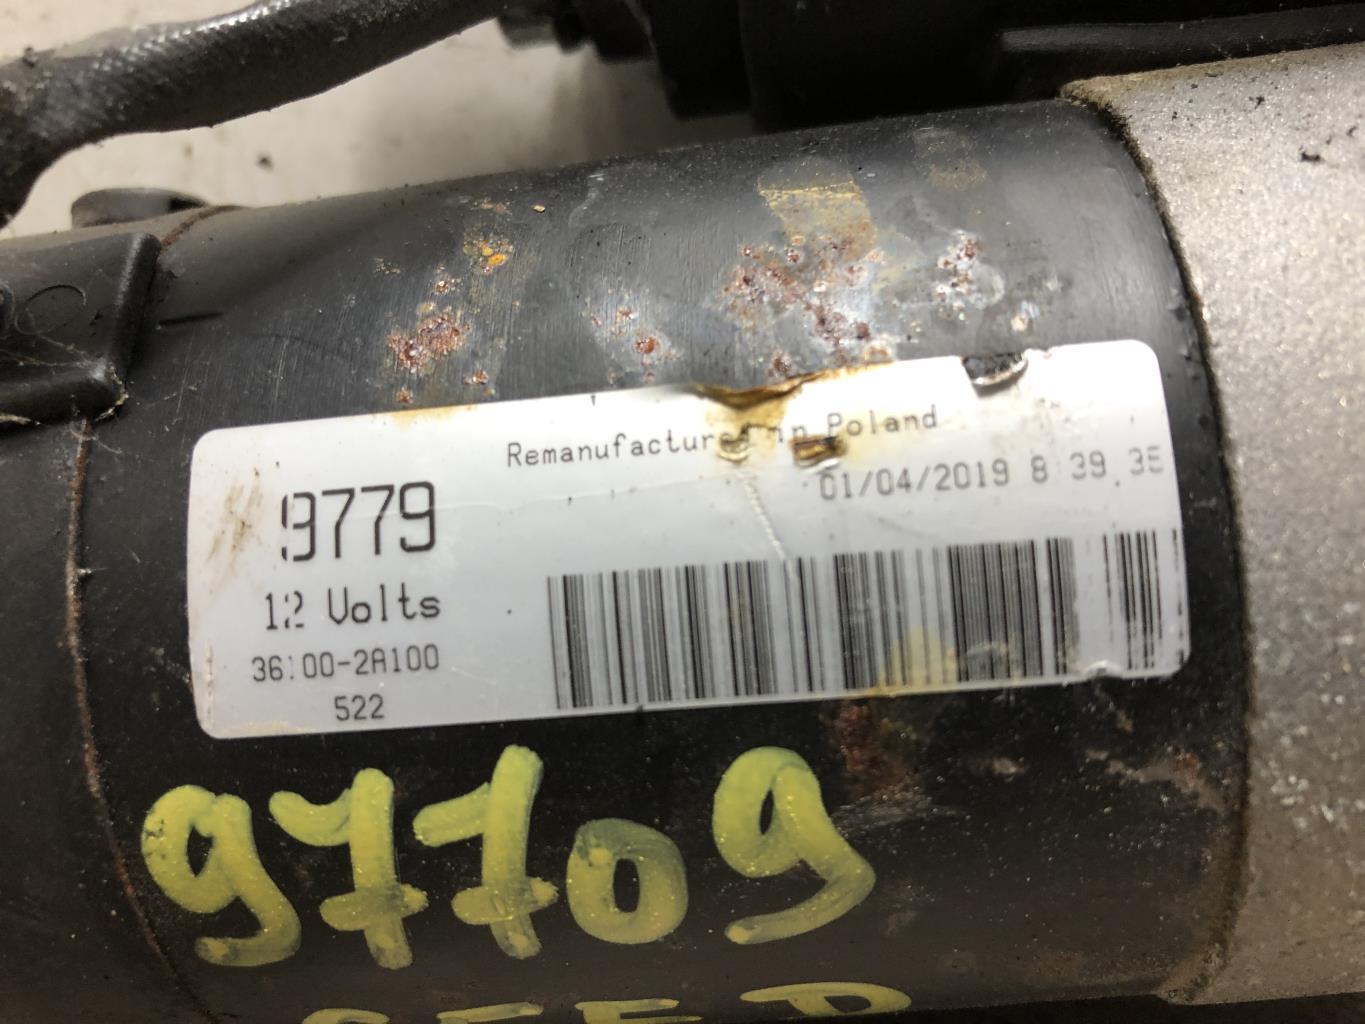 Remanufactured in Poland
01/04/2019 8 39 35
9779
12 Volts
36100-2A100
522
97709